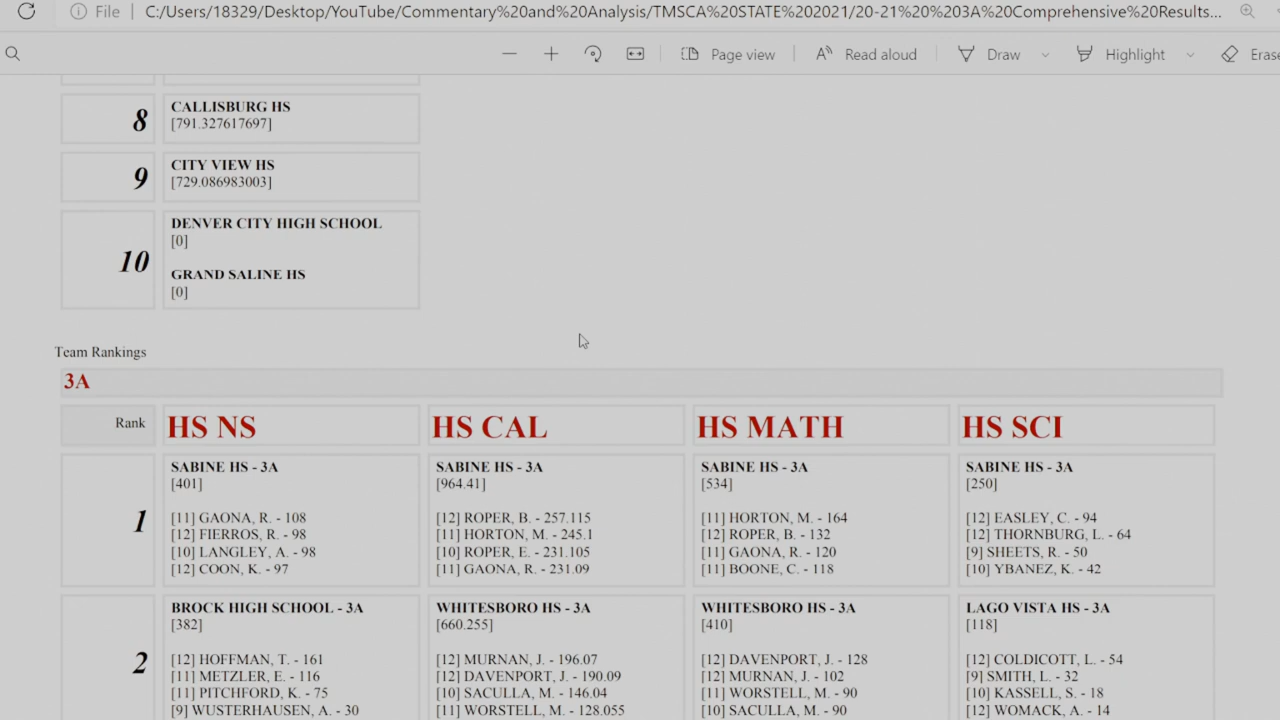 File
C:/Users/18329/Desktop/YouTube/Commentary%20and%20Analysis/TMSCA%20STATE%202021/20-21%20%203A%20Comprehensive%20Results...
Page view
Read aloud
Draw
Highlight
Erase
8
CALLISBURG HS
[791.327617697]
9
CITY VIEW HS
[729.086983003]
10
DENVER CITY HIGH SCHOOL
[0]
GRAND SALINE HS
[0]
Team Rankings
3A
Rank
HS NS
HS CAL
HS MATH
HS SCI
1
SABINE HS - 3A
[401]
[11] GAONA, R. - 108
[12] FIERROS, R. - 98
[10] LANGLEY, A. - 98
[12] COON, K. - 97
SABINE HS - 3A
[964.41]
[12] ROPER, B. - 257.115
[11] HORTON, M. - 245.1
[10] ROPER, E. - 231.105
[11] GAONA, R. - 231.09
SABINE HS - 3A
[534]
[11] HORTON, M. - 164
[12] ROPER, B. - 132
[11] GAONA, R. - 120
[11] BOONE, C. - 118
SABINE HS - 3A
[250]
[12] EASLEY, C. - 94
[12] THORNBURG, L. - 64
[9] SHEETS, R. - 50
[10] YBANEZ, K. - 42
2
BROCK HIGH SCHOOL - 3A
[382]
[12] HOFFMAN, T. - 161
[11] METZLER, E. - 116
[11] PITCHFORD, K. - 75
[9] WUSTERHAUSEN, A. - 30
WHITESBORO HS - 3A
[660.255]
[12] MURNAN, J. - 196.07
[12] DAVENPORT, J. - 190.09
[10] SACULLA, M. - 146.04
[11] WORSTELL, M. - 128.055
WHITESBORO HS - 3A
[410]
[12] DAVENPORT, J. - 128
[12] MURNAN, J. - 102
[11] WORSTELL, M. - 90
[10] SACULLA, M. - 90
LAGO VISTA HS - 3A
[118]
[12] COLDICOTT, L. - 54
[9] SMITH, L. - 32
[10] KASSELL, S. - 18
[12] WOMACK, A. - 14